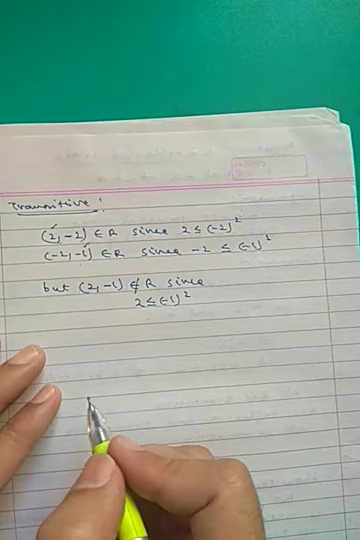 Transitive :
(2, -2) ∈ R since 2 ≤ (-2)²
(-2, -1) ∈ R since -2 ≤ (-1)²
but (2, -1) ∉ R since
2 ≤ (-1)²